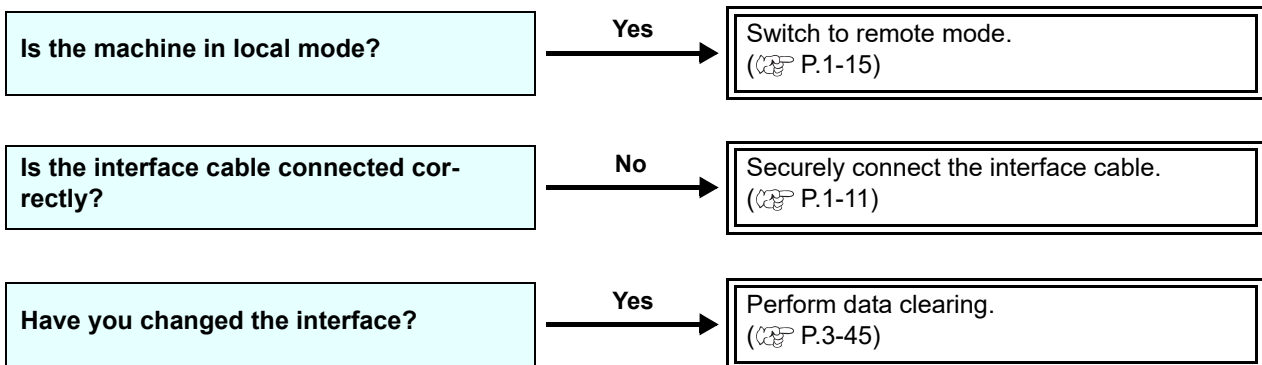 Is the machine in local mode?
Yes
Switch to remote mode.
(☞ P.1-15)
Is the interface cable connected cor-
rectly?
No
Securely connect the interface cable.
(☞ P.1-11)
Have you changed the interface?
Yes
Perform data clearing.
(☞ P.3-45)